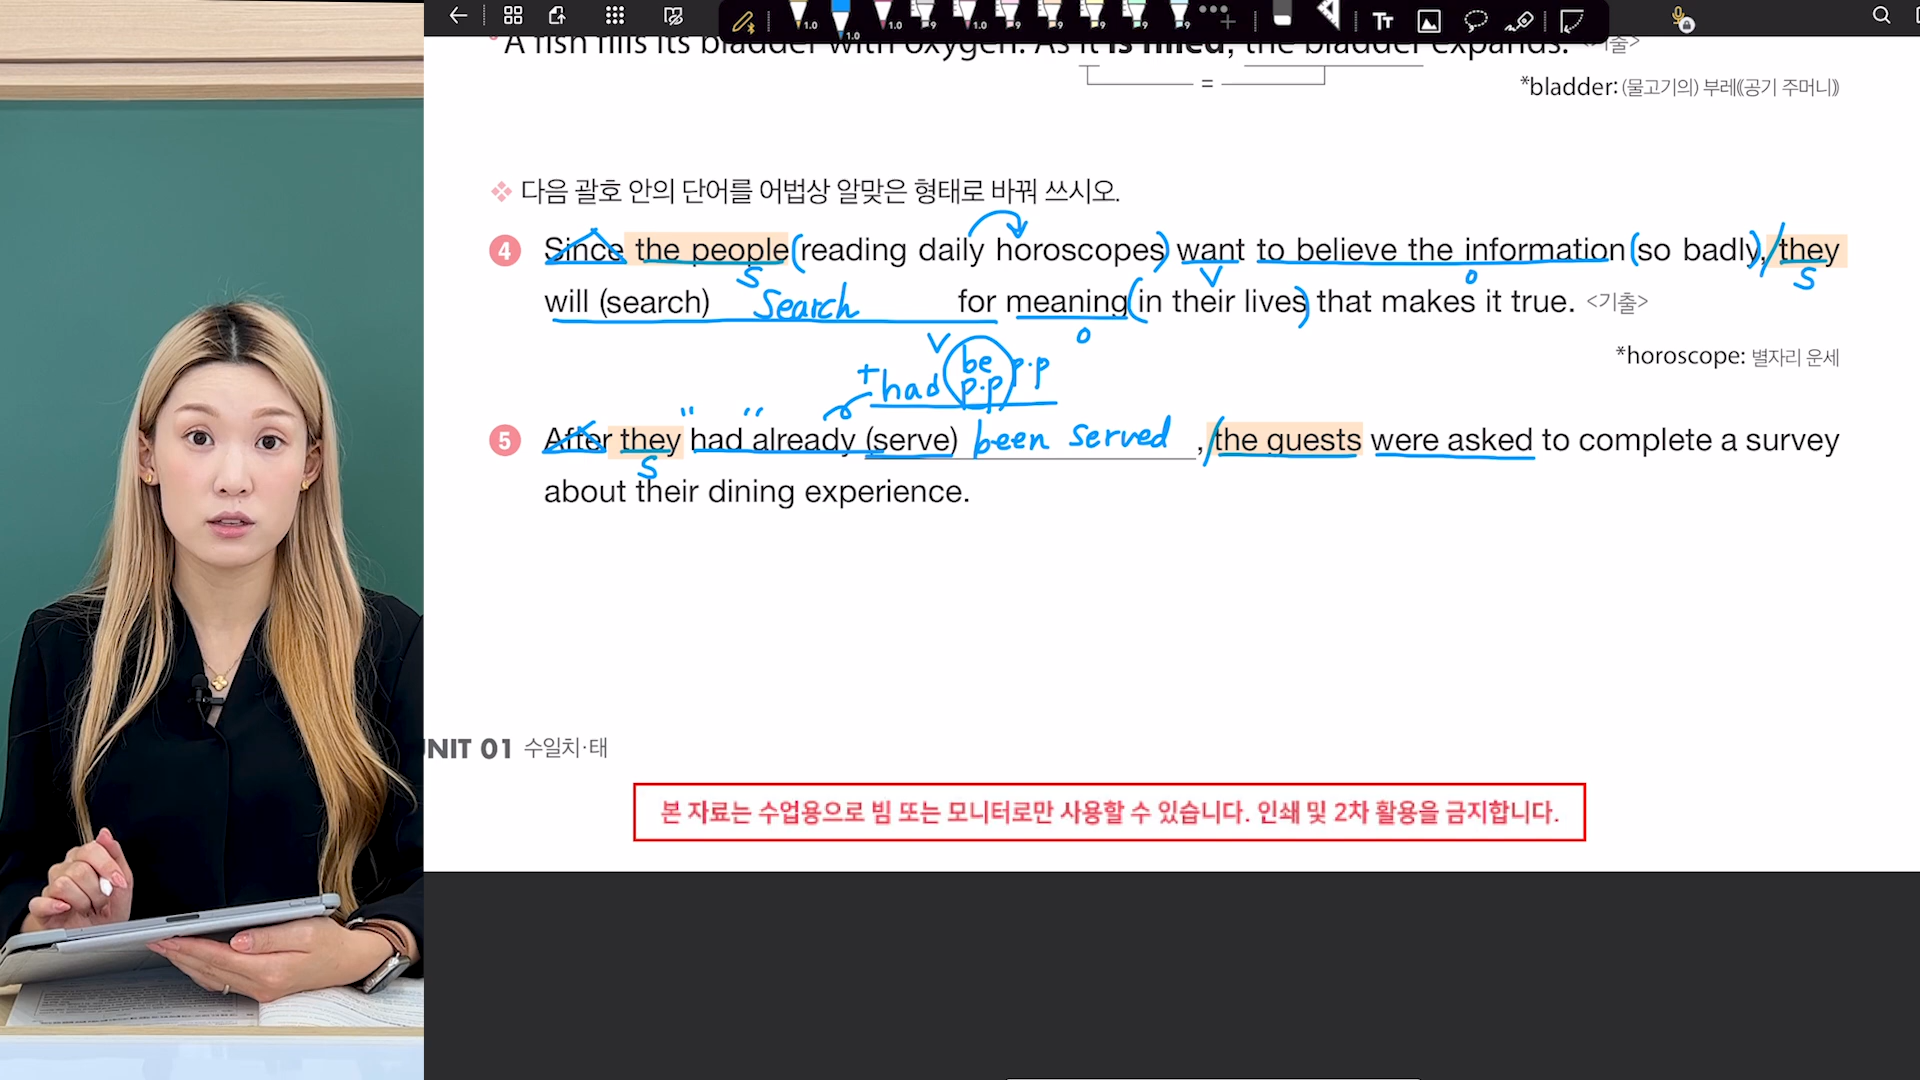 A fish fills its bladder with oxygen. As it is filled, the bladder expands. <기출>
=
*bladder: (물고기의) 부레((공기 주머니))
다음 괄호 안의 단어를 어법상 알맞은 형태로 바꿔 쓰시오.
4 Since the people (reading daily horoscopes) want to believe the information (so badly), / they
S V O S
will (search) Search for meaning (in their lives) that makes it true. <기출>
V O
*horoscope: 별자리 운세
+ had be p.p
p.p
5 After they had already (serve) been served, / the guests were asked to complete a survey
S
about their dining experience.
UNIT 01 수일치·태
본 자료는 수업용으로 빔 또는 모니터로만 사용할 수 있습니다. 인쇄 및 2차 활용을 금지합니다.